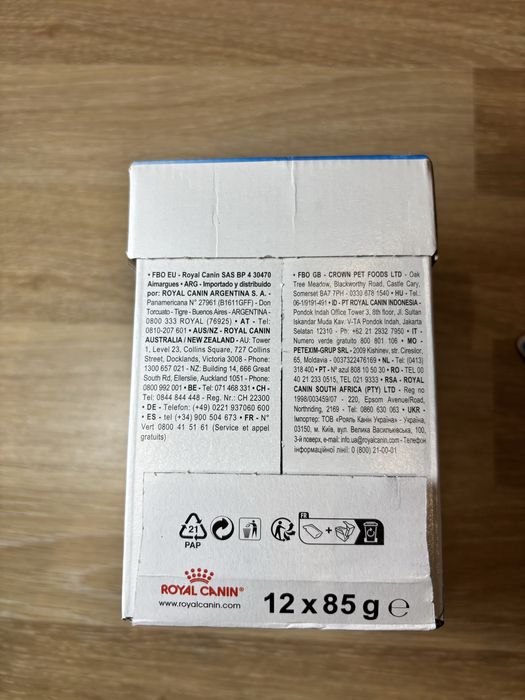 • FBO EU - Royal Canin SAS BP 4 30470
Aimargues • ARG - Importado y distribuido
por: ROYAL CANIN ARGENTINA S. A. -
Panamericana N° 27961 (B1611GFF) - Don
Torcuato - Tigre - Buenos Aires - ARGENTINA -
0800 333 ROYAL (76925) • AT - Tel:
0810-207 601 • AUS/NZ - ROYAL CANIN
AUSTRALIA / NEW ZEALAND - AU: Tower
1, Level 23, Collins Square, 727 Collins
Street, Docklands, Victoria 3008 - Phone:
1300 657 021 - NZ: Building 14, 666 Great
South Rd, Ellerslie, Auckland 1051 - Phone:
0800 992 001 • BE - Tel: 071 468 331 • CH -
Tel: 0844 844 448 - Reg. Nr.: CH 22300
• DE - Telefon: (+49) 0221 937060 600
• ES - tel (+34) 900 504 673 • FR - N°
Vert 0800 41 51 61 (Service et appel
gratuits)
• FBO GB - CROWN PET FOODS LTD - Oak
Tree Meadow, Blackworthy Road, Castle Cary,
Somerset BA7 7PH - 0330 678 1540 • HU - Tel.:
06-19191-491 • ID - PT ROYAL CANIN INDONESIA -
Pondok Indah Office Tower 3, 8th floor, Jl. Sultan
Iskandar Muda Kav: V-TA Pondok Indah, Jakarta
Selatan 12310 - Ph: +62 21 2932 7950 • IT -
Numero verde gratuito 800 801 106 • MO -
PETEXIM-GRUP SRL - 2009 Kishinev, str. Cireslor,
65, Moldavia - 0037322476169 • NL - Tel: (0413)
318 400 • PT - N° azul 808 10 50 30 • RO - TEL 00
40 21 233 0515, TEL 021 9333 • RSA - ROYAL
CANIN SOUTH AFRICA (PTY) LTD - Reg no
1998/003459/07 - 220, Epsom Avenue/Road,
Northriding, 2169 - Tel: 0860 630 063 • UKR -
Імпортер: ТОВ «Роял Канін Україна» - Україна,
03150, м. Київ, вул. Велика Васильківська, 100,
3-й поверх, e-mail: info.ua@royalcanin.com - Телефон
інформаційної лінії: 0 (800) 21-00-01
21
PAP
FR
+
ROYAL CANIN®
www.royalcanin.com
12 x 85 g ℮